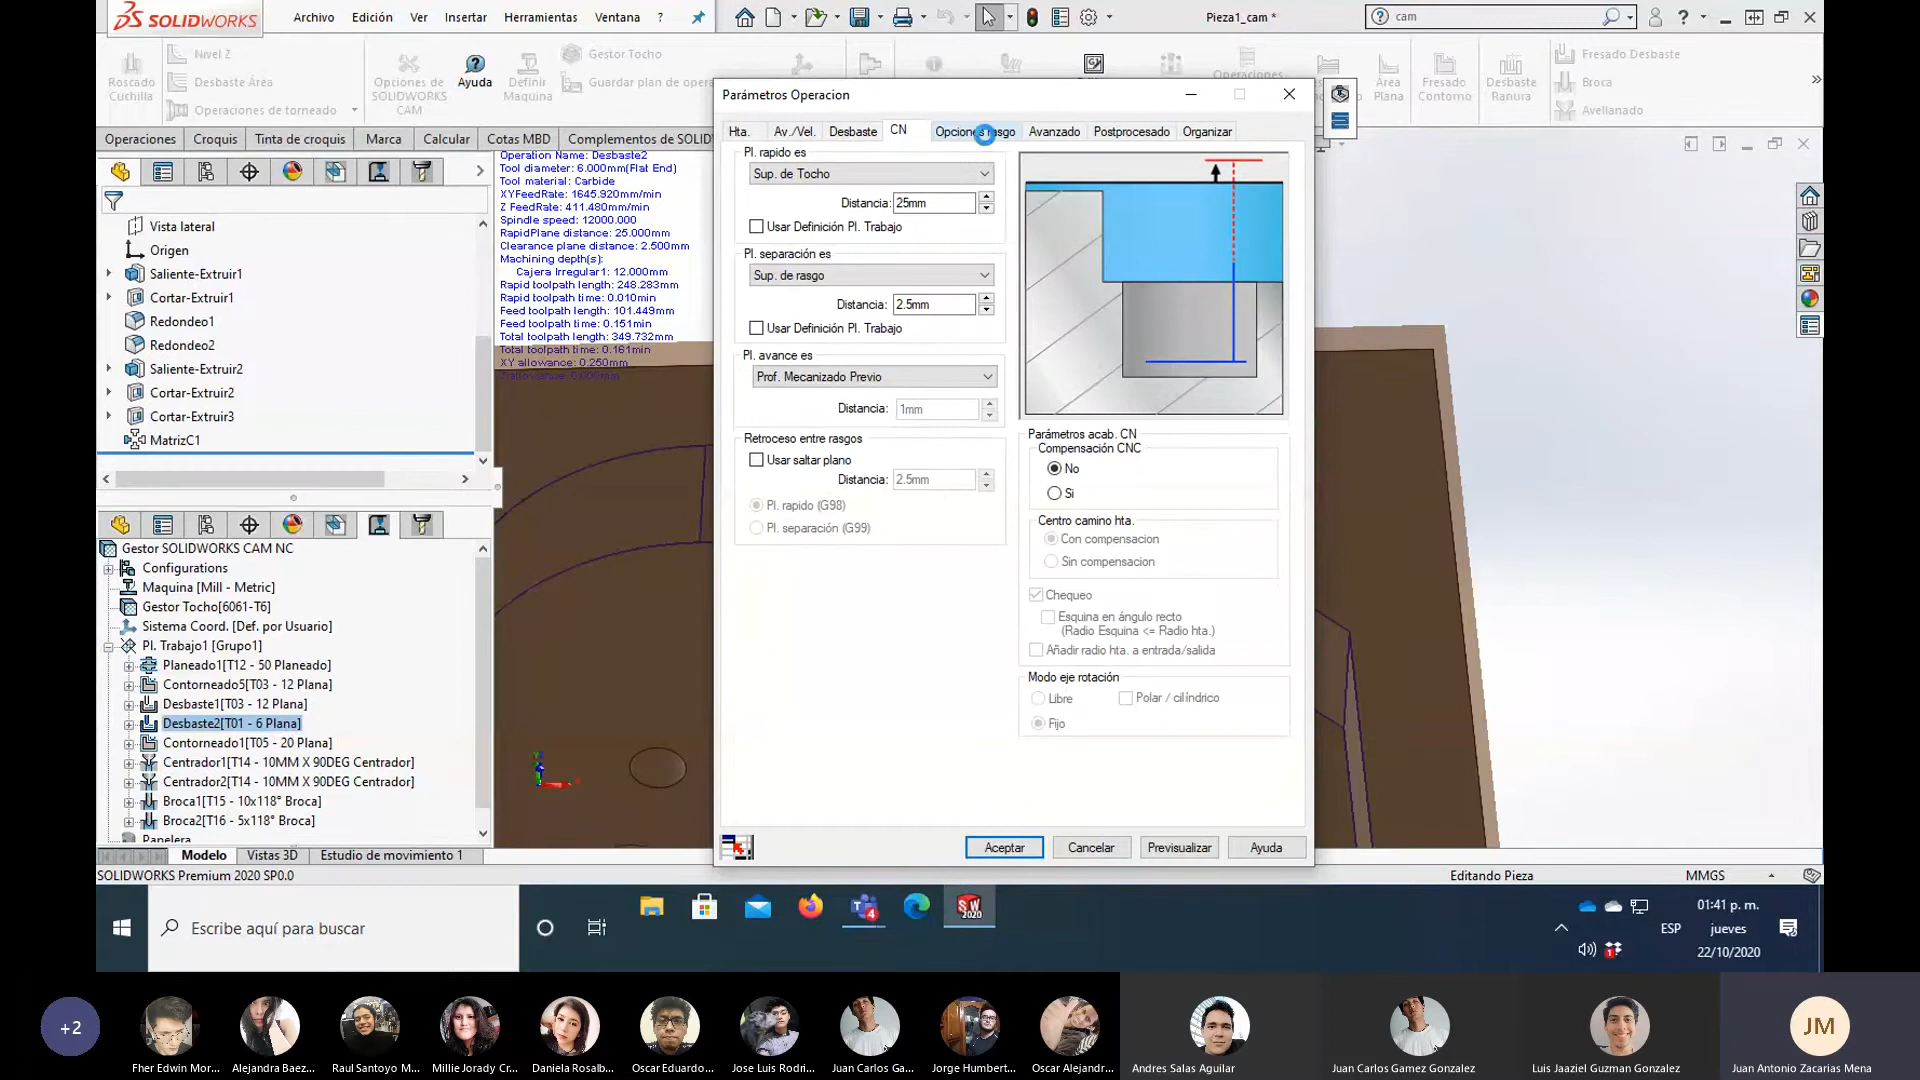 SOLIDWORKS
Archivo
Edición
Ver
Insertar
Herramientas
Ventana
?
Pieza1_cam *
cam
Roscado
Cuchilla
Nivel Z
Desbaste Área
Operaciones de torneado
Opciones de
SOLIDWORKS
CAM
Ayuda
Definir
Maquina
Gestor Tocho
Guardar plan de opera
Operaciones
Area
Plana
Fresado
Contorno
Desbaste
Ranura
Fresado Desbaste
Broca
Avellanado
Operaciones
Croquis
Tinta de croquis
Marca
Calcular
Cotas MBD
Complementos de SOLID
Vista lateral
Origen
Saliente-Extruir1
Cortar-Extruir1
Redondeo1
Redondeo2
Saliente-Extruir2
Cortar-Extruir2
Cortar-Extruir3
MatrizC1
Gestor SOLIDWORKS CAM NC
Configurations
Maquina [Mill - Metric]
Gestor Tocho[6061-T6]
Sistema Coord. [Def. por Usuario]
Pl. Trabajo1 [Grupo1]
Planeado1[T12 - 50 Planeado]
Contorneado5[T03 - 12 Plana]
Desbaste1[T03 - 12 Plana]
Desbaste2[T01 - 6 Plana]
Contorneado1[T05 - 20 Plana]
Centrador1[T14 - 10MM X 90DEG Centrador]
Centrador2[T14 - 10MM X 90DEG Centrador]
Broca1[T15 - 10x118° Broca]
Broca2[T16 - 5x118° Broca]
Papelera
Operation Name: Desbaste2
Tool diameter: 6.000mm(Flat End)
Tool material: Carbide
XYFeedRate: 1645.920mm/min
Z FeedRate: 411.480mm/min
Spindle speed: 12000.000
RapidPlane distance: 25.000mm
Clearance plane distance: 2.500mm
Machining depth(s):
Cajera Irregular1: 12.000mm
Rapid toolpath length: 248.283mm
Rapid toolpath time: 0.010min
Feed toolpath length: 101.449mm
Feed toolpath time: 0.151min
Total toolpath length: 349.732mm
Total toolpath time: 0.161min
XY allowance: 0.250mm
Z allowance: 0.000mm
Parámetros Operacion
Hta.
Av./Vel.
Desbaste
CN
Opciones rasgo
Avanzado
Postprocesado
Organizar
Pl. rapido es
Sup. de Tocho
Distancia: 25mm
Usar Definición Pl. Trabajo
Pl. separación es
Sup. de rasgo
Distancia: 2.5mm
Usar Definición Pl. Trabajo
Pl. avance es
Prof. Mecanizado Previo
Distancia: 1mm
Retroceso entre rasgos
Usar saltar plano
Distancia: 2.5mm
Pl. rapido (G98)
Pl. separación (G99)
Parámetros acab. CN
Compensación CNC
No
Si
Centro camino hta.
Con compensacion
Sin compensacion
Chequeo
Esquina en ángulo recto
(Radio Esquina <= Radio hta.)
Añadir radio hta. a entrada/salida
Modo eje rotación
Libre
Polar / cilíndrico
Fijo
Aceptar
Cancelar
Previsualizar
Ayuda
Modelo
Vistas 3D
Estudio de movimiento 1
SOLIDWORKS Premium 2020 SP0.0
Editando Pieza
MMGS
Escribe aquí para buscar
4
SW
2020
ESP
1
01:41 p. m.
jueves
22/10/2020
+2
JM
Fher Edwin Mor...
Alejandra Baez...
Raul Santoyo M...
Millie Jorady Cr...
Daniela Rosalb...
Oscar Eduardo...
Jose Luis Rodri...
Juan Carlos Ga...
Jorge Humbert...
Oscar Alejandr...
Andres Salas Aguilar
Juan Carlos Gamez Gonzalez
Luis Jaaziel Guzman Gonzalez
Juan Antonio Zacarias Mena